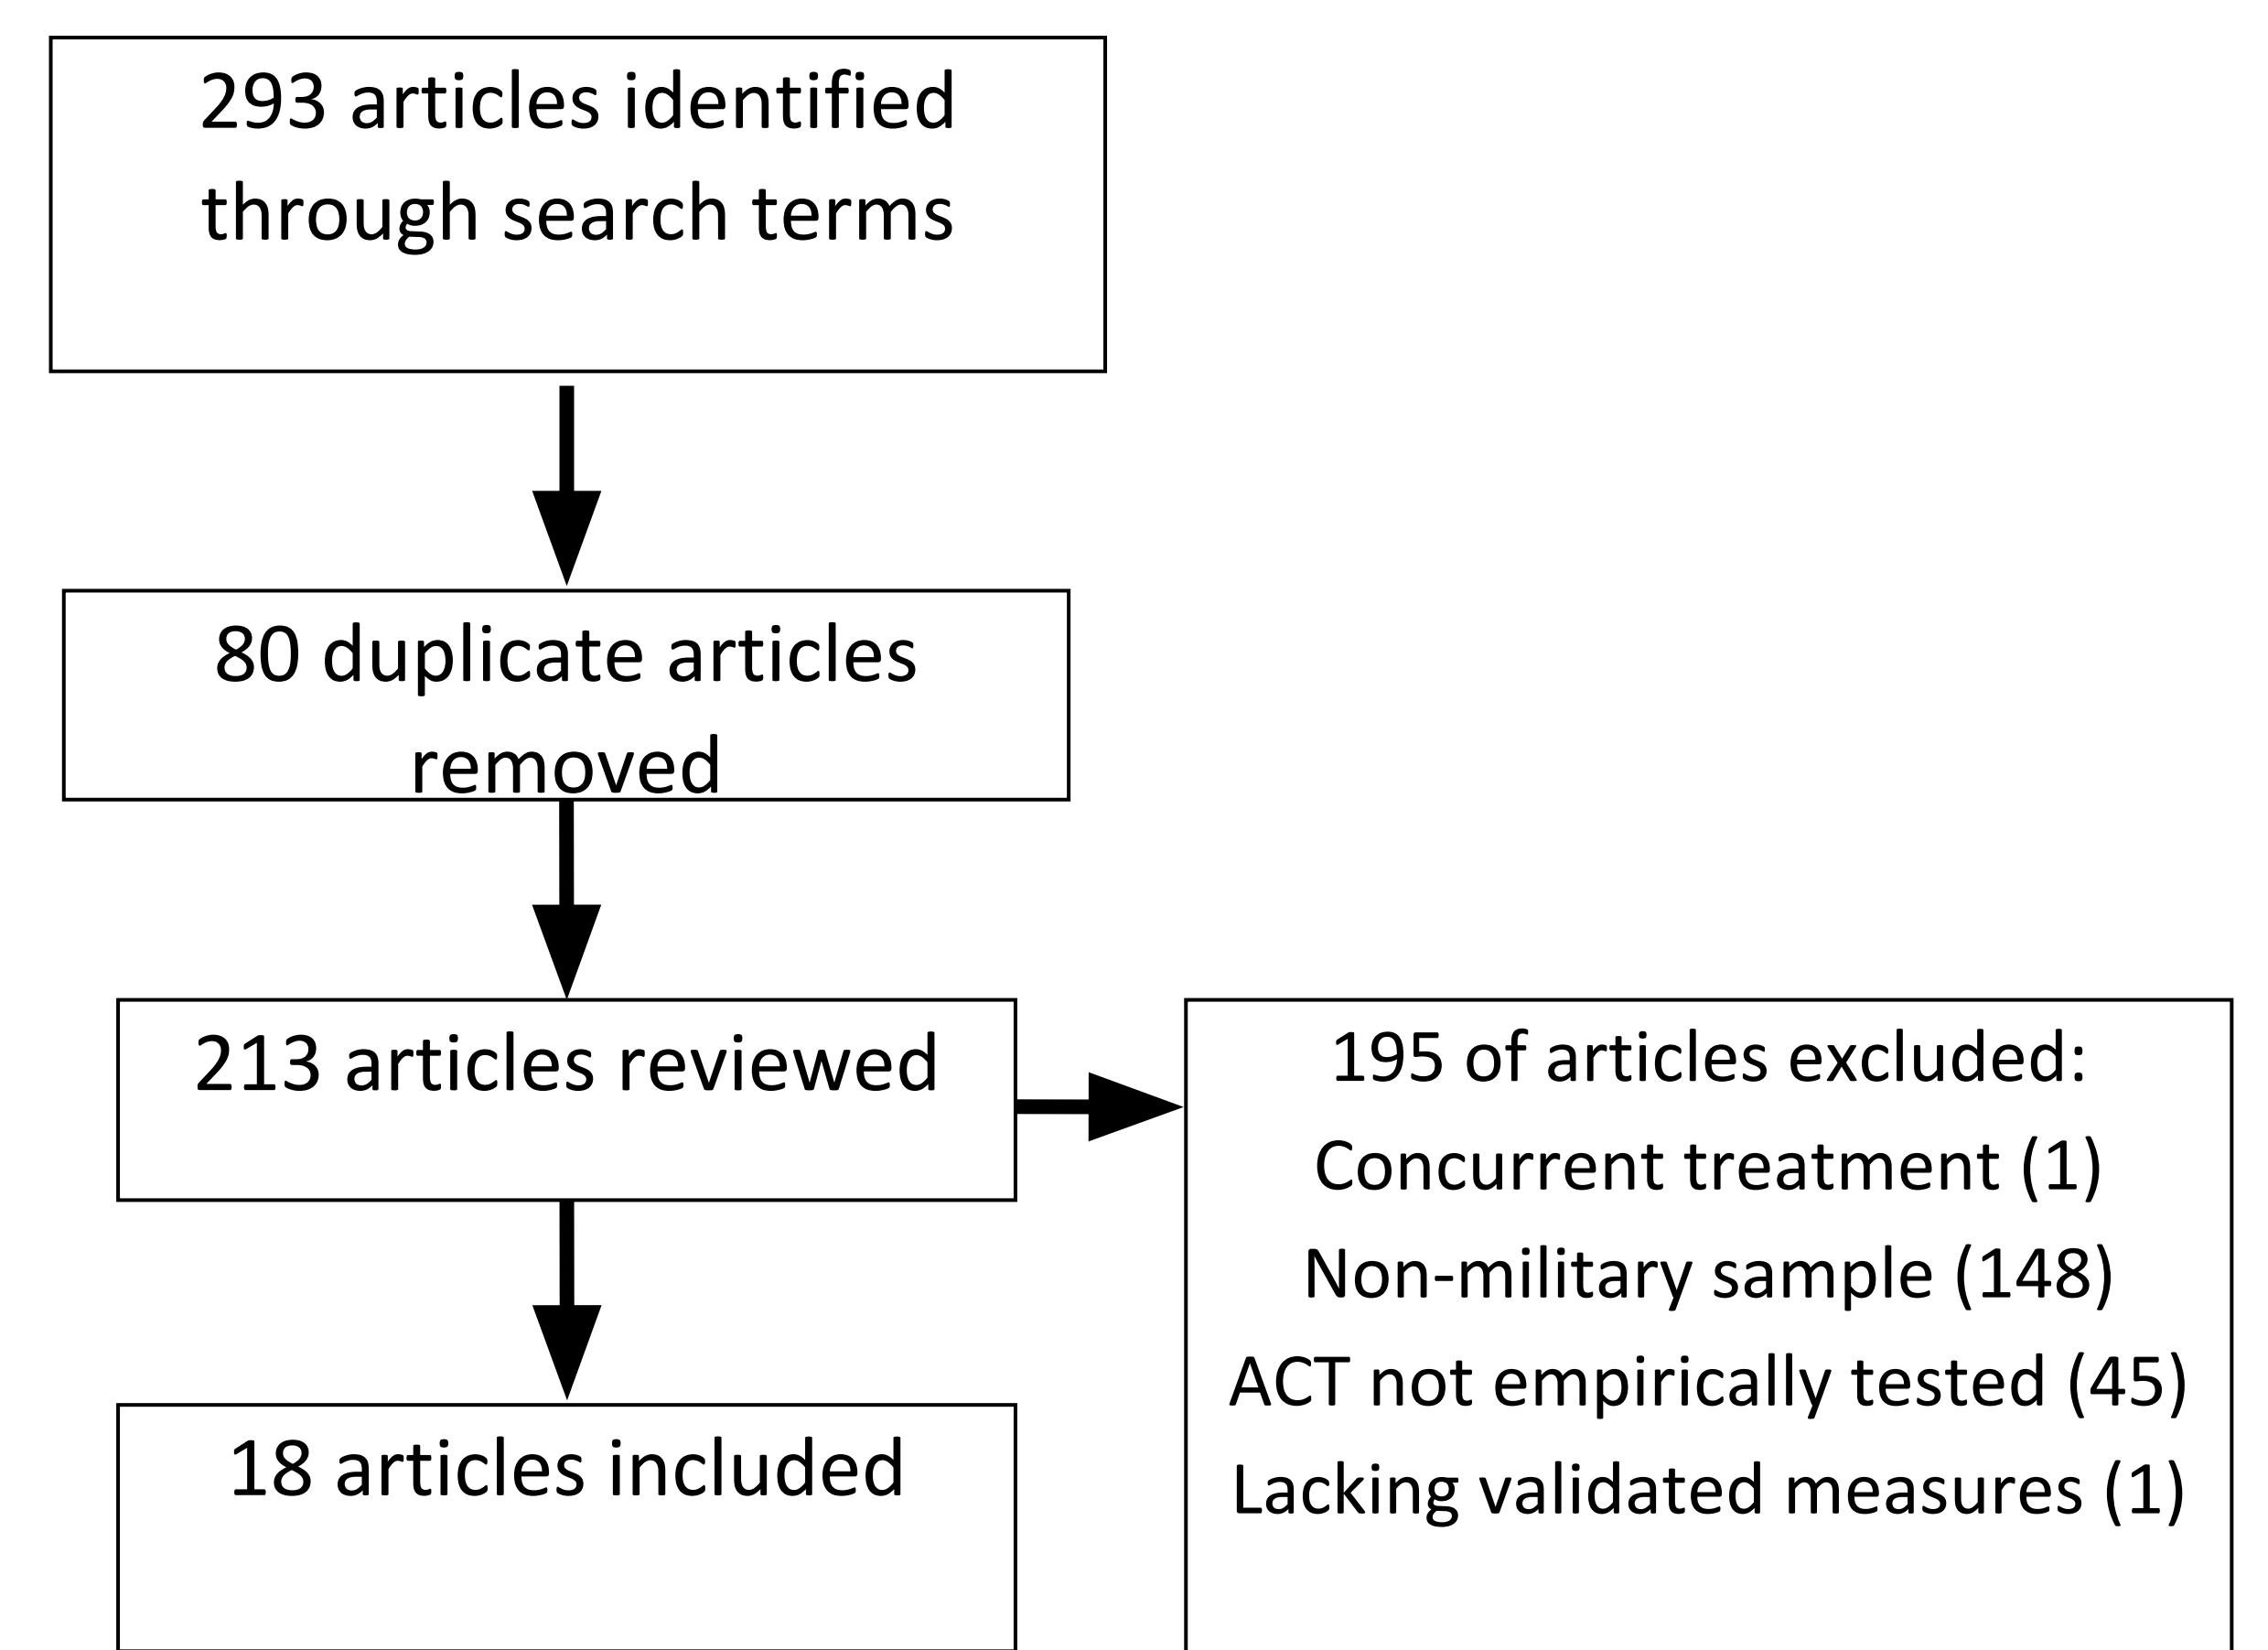 293 articles identified
through search terms
80 duplicate articles
removed
213 articles reviewed
195 of articles excluded:
Concurrent treatment (1)
Non-military sample (148)
ACT not empirically tested (45)
Lacking validated measures (1)
18 articles included